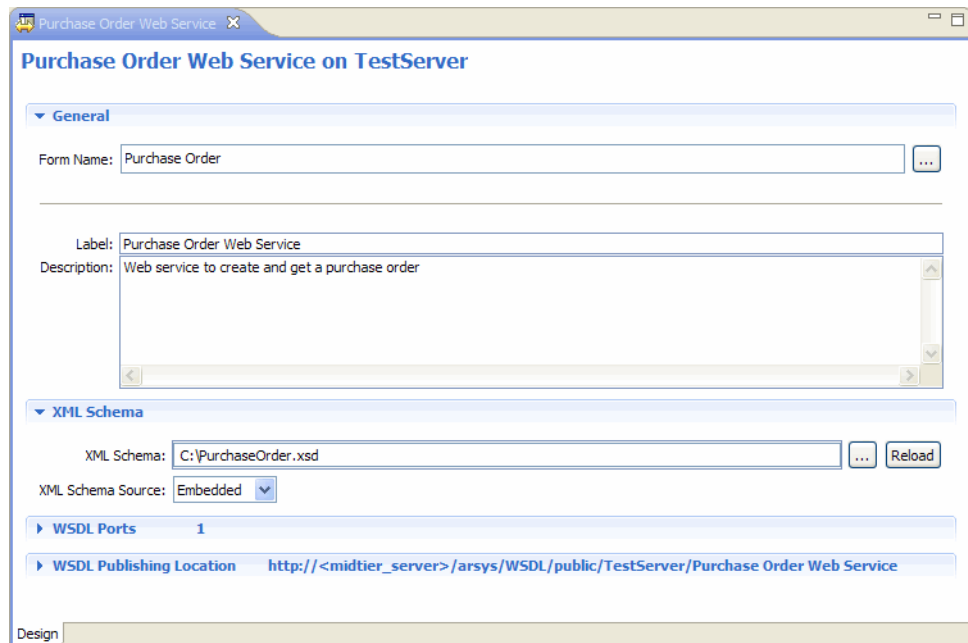 Purchase Order Web Service
Purchase Order Web Service on TestServer
General
Form Name: Purchase Order ...
Label: Purchase Order Web Service
Description: Web service to create and get a purchase order
XML Schema
XML Schema: C:\PurchaseOrder.xsd ... Reload
XML Schema Source: Embedded
WSDL Ports 1
WSDL Publishing Location http://<midtier_server>/arsys/WSDL/public/TestServer/Purchase Order Web Service
Design